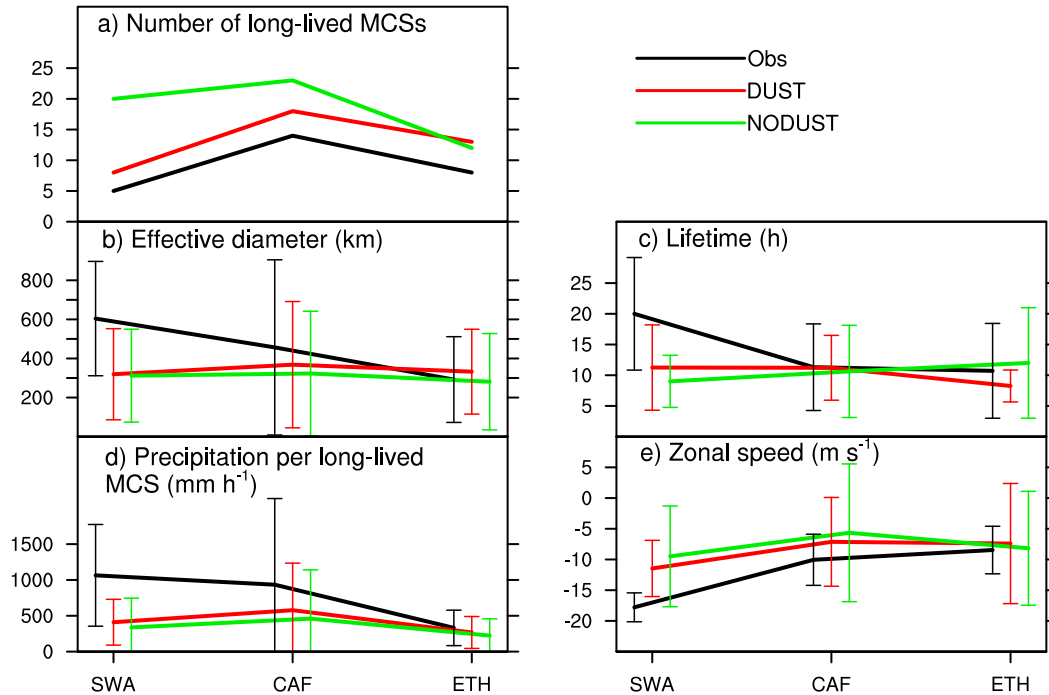 a) Number of long-lived MCSs
25
20
15
10
5
0
Obs
DUST
NODUST
b) Effective diameter (km)
800
600
400
200
c) Lifetime (h)
25
20
15
10
5
d) Precipitation per long-lived
MCS (mm h⁻¹)
1500
1000
500
0
SWA CAF ETH
e) Zonal speed (m s⁻¹)
5
0
-5
-10
-15
-20
SWA CAF ETH